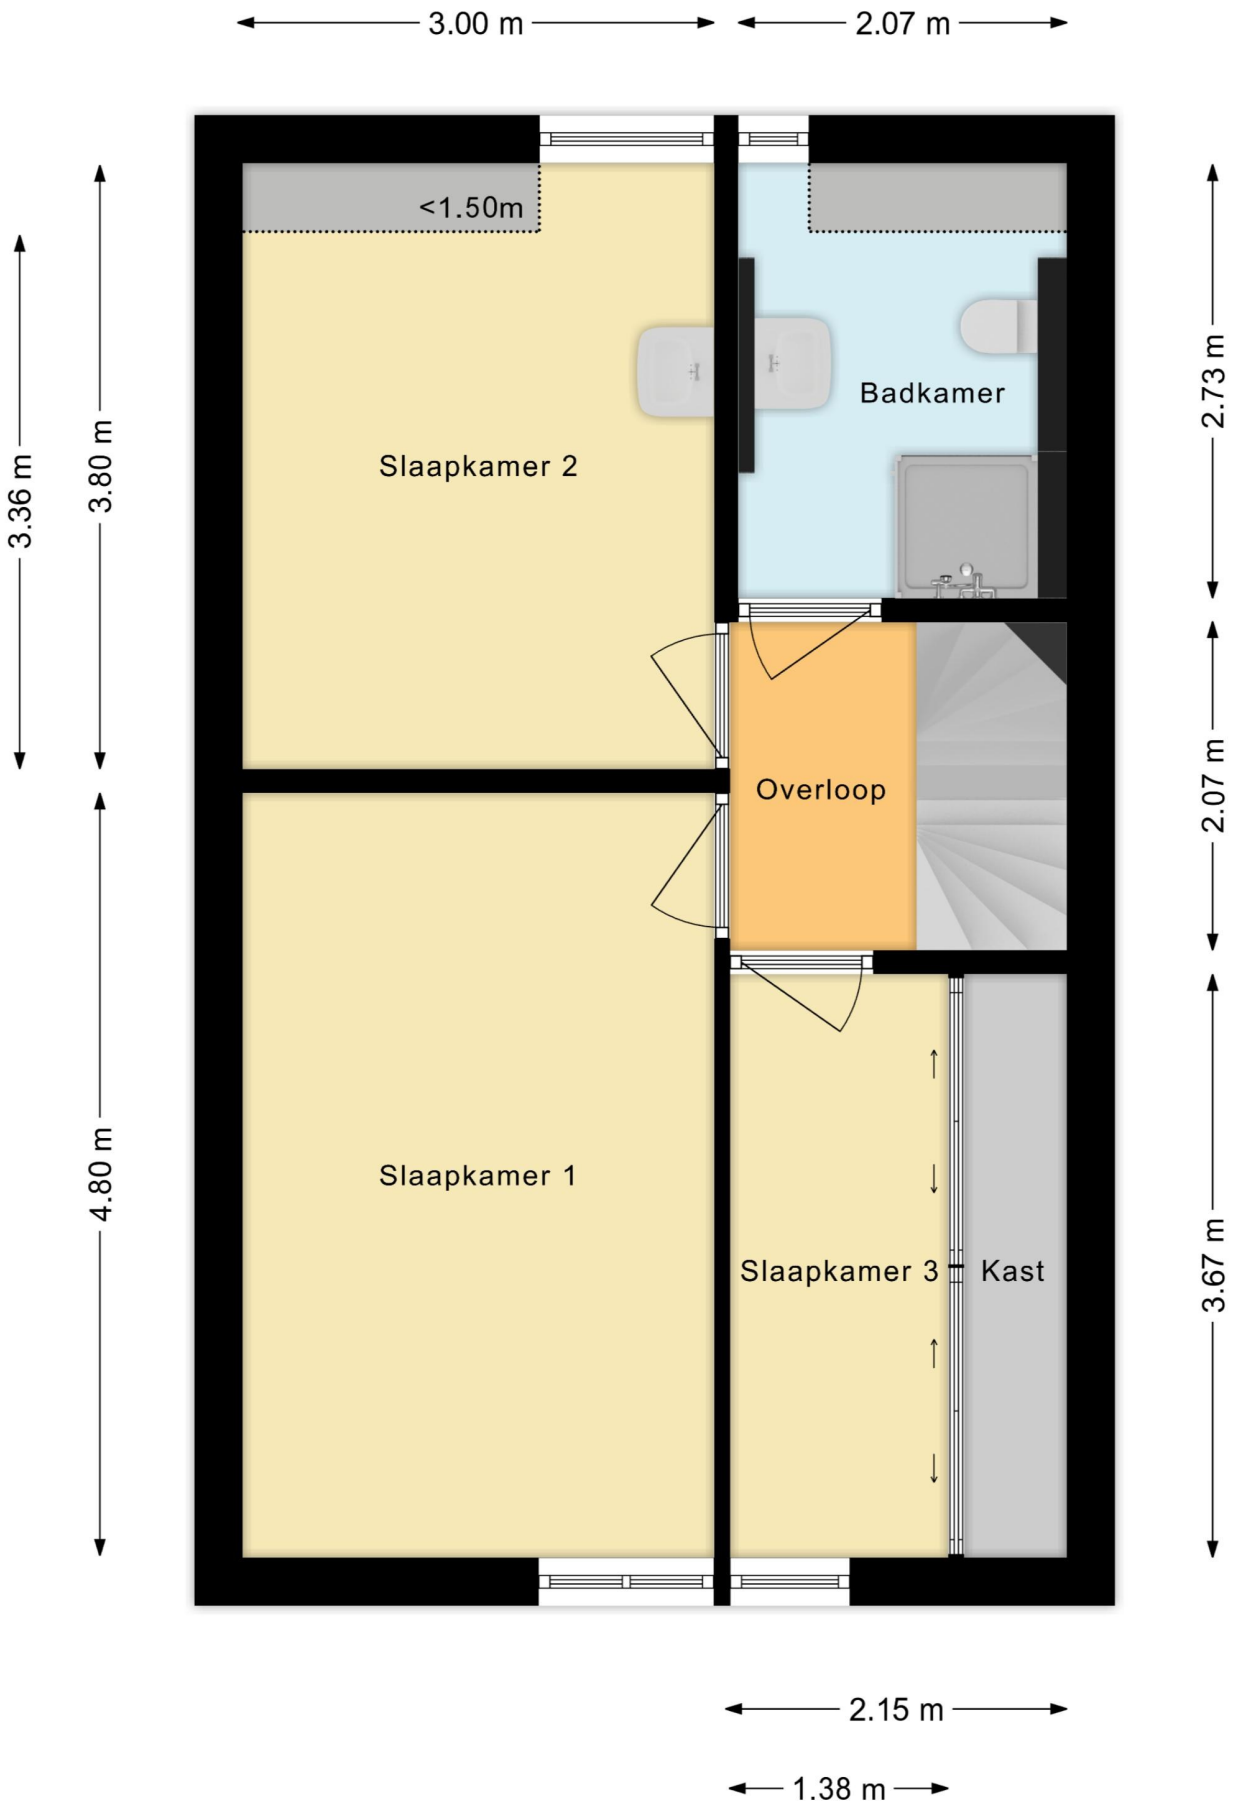 3.00 m
2.07 m
<1.50m
2.73 m
Badkamer
3.80 m
3.36 m
Slaapkamer 2
2.07 m
Overloop
4.80 m
Slaapkamer 1
3.67 m
Slaapkamer 3
Kast
2.15 m
1.38 m